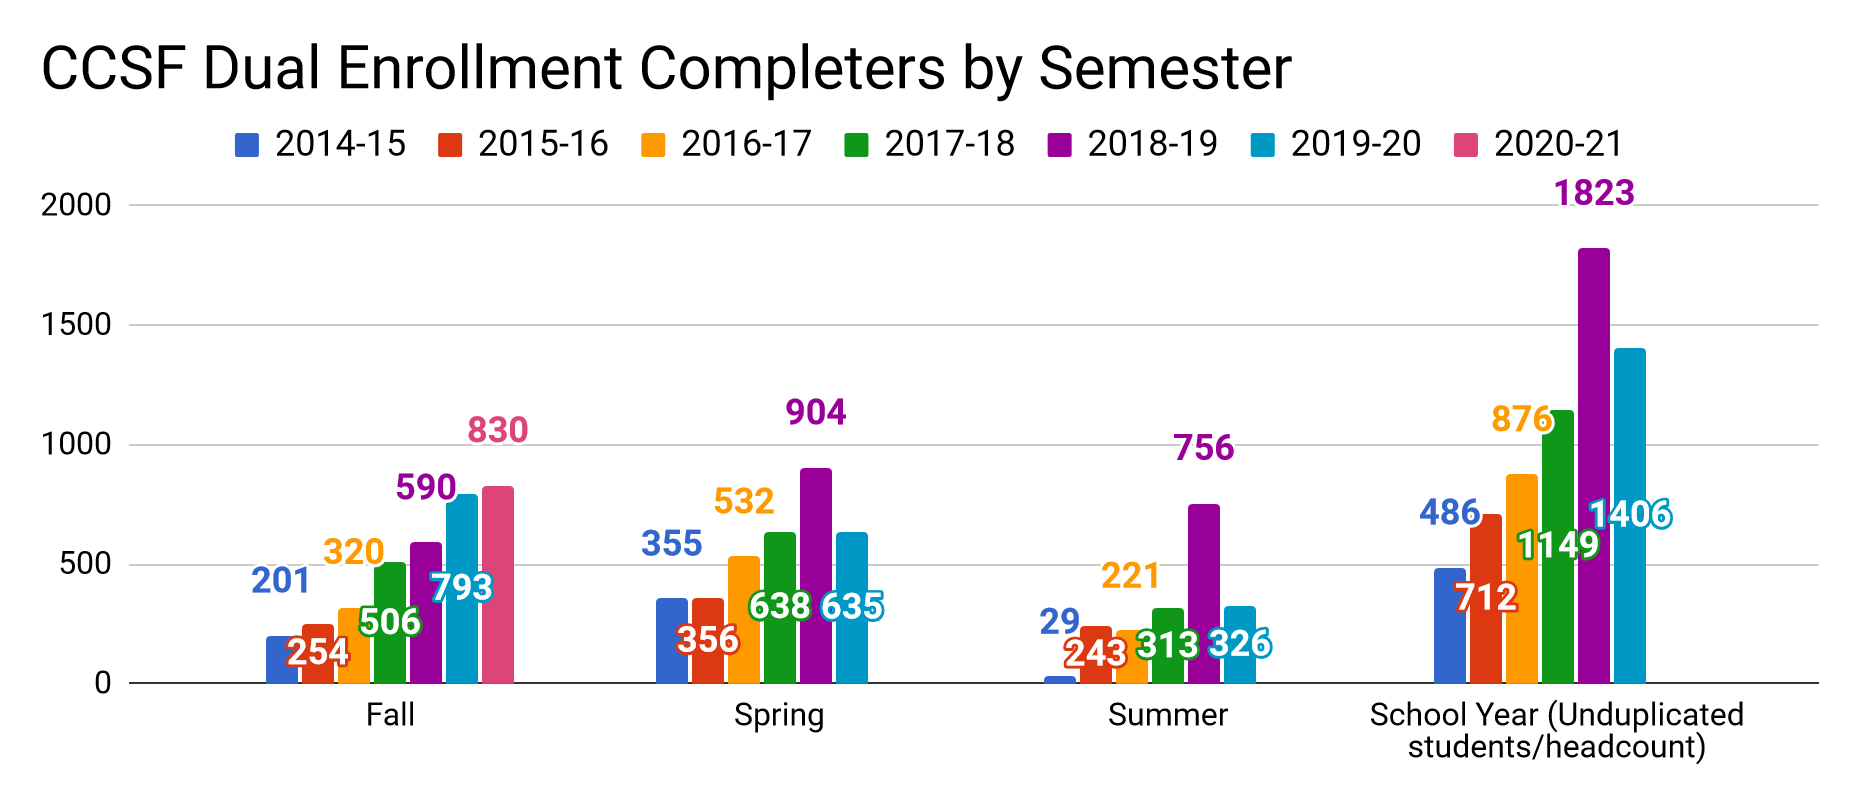 CCSF Dual Enrollment Completers by Semester
2014-15 2015-16 2016-17 2017-18 2018-19 2019-20 2020-21
2000
1500
1000
500
0
201 254 320 506 590 793 830
355 356 532 638 904 635
29 243 221 313 756 326
486 712 876 1149 1823 1406
Fall Spring Summer School Year (Unduplicated
students/headcount)